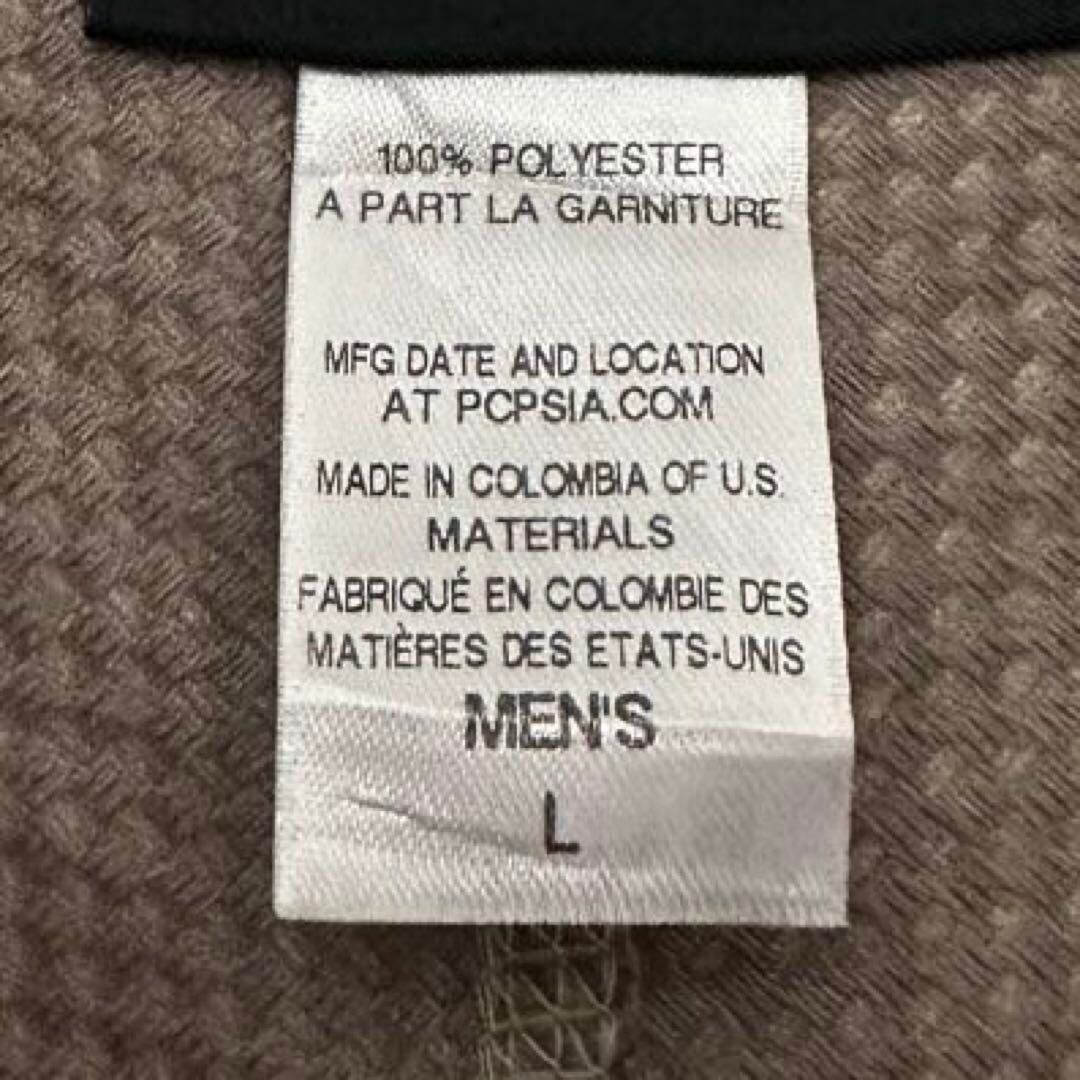 100% POLYESTER
A PART LA GARNITURE
MFG DATE AND LOCATION
AT PCPSIA.COM
MADE IN COLOMBIA OF U.S.
MATERIALS
FABRIQUÉ EN COLOMBIE DES
MATIÈRES DES ETATS-UNIS
MEN'S
L